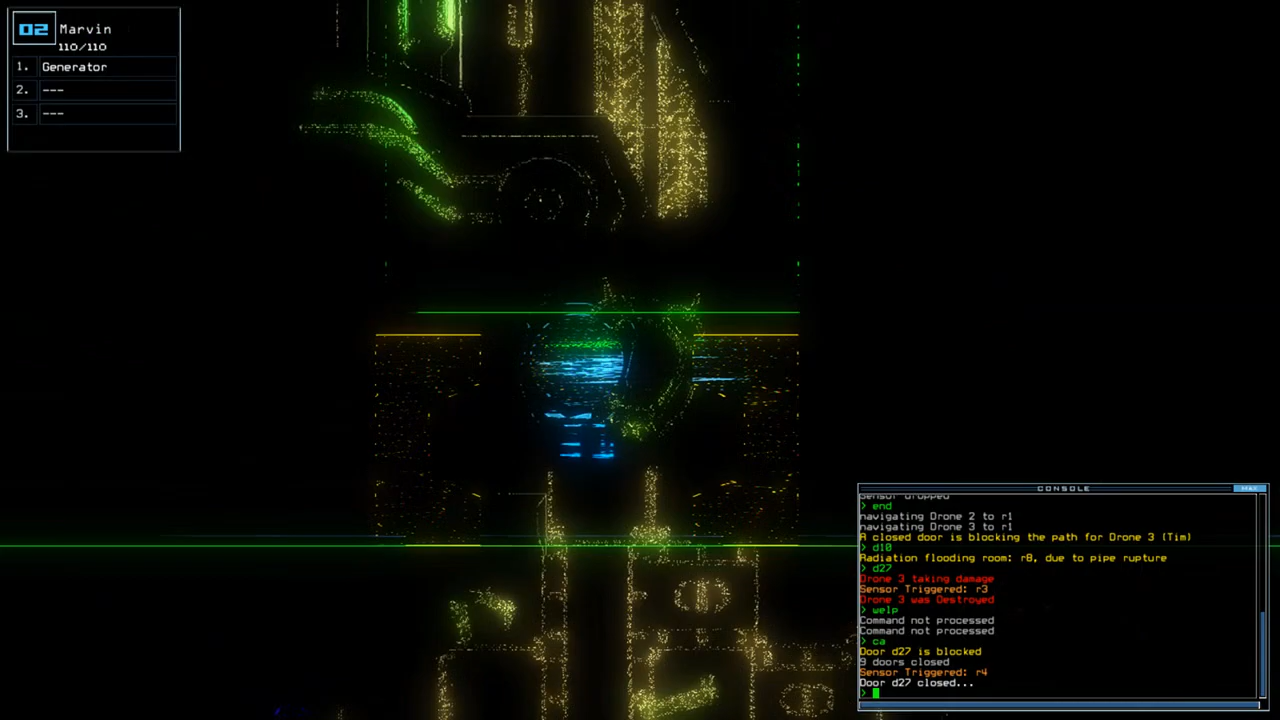 02 Marvin
110/110
1. Generator
2. ---
3. ---
CONSOLE
MAX
Sensor dropped
> end
navigating Drone 2 to r1
navigating Drone 3 to r1
A closed door is blocking the path for Drone 3 (Tim)
> d10
Radiation flooding room: r8, due to pipe rupture
> d27
Drone 3 taking damage
Sensor Triggered: r3
Drone 3 was Destroyed
> welp
Command not processed
Command not processed
> ca
Door d27 is blocked
9 doors closed
Sensor Triggered: r4
Door d27 closed...
>